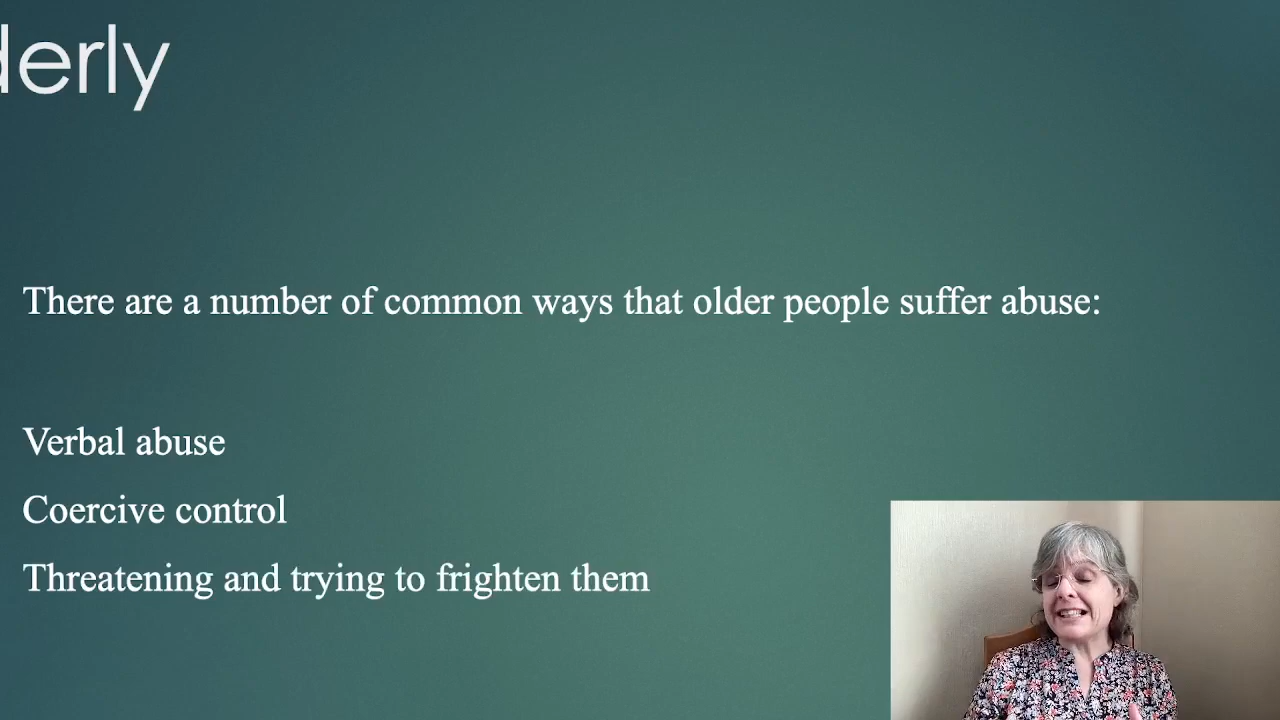 derly
There are a number of common ways that older people suffer abuse:
Verbal abuse
Coercive control
Threatening and trying to frighten them